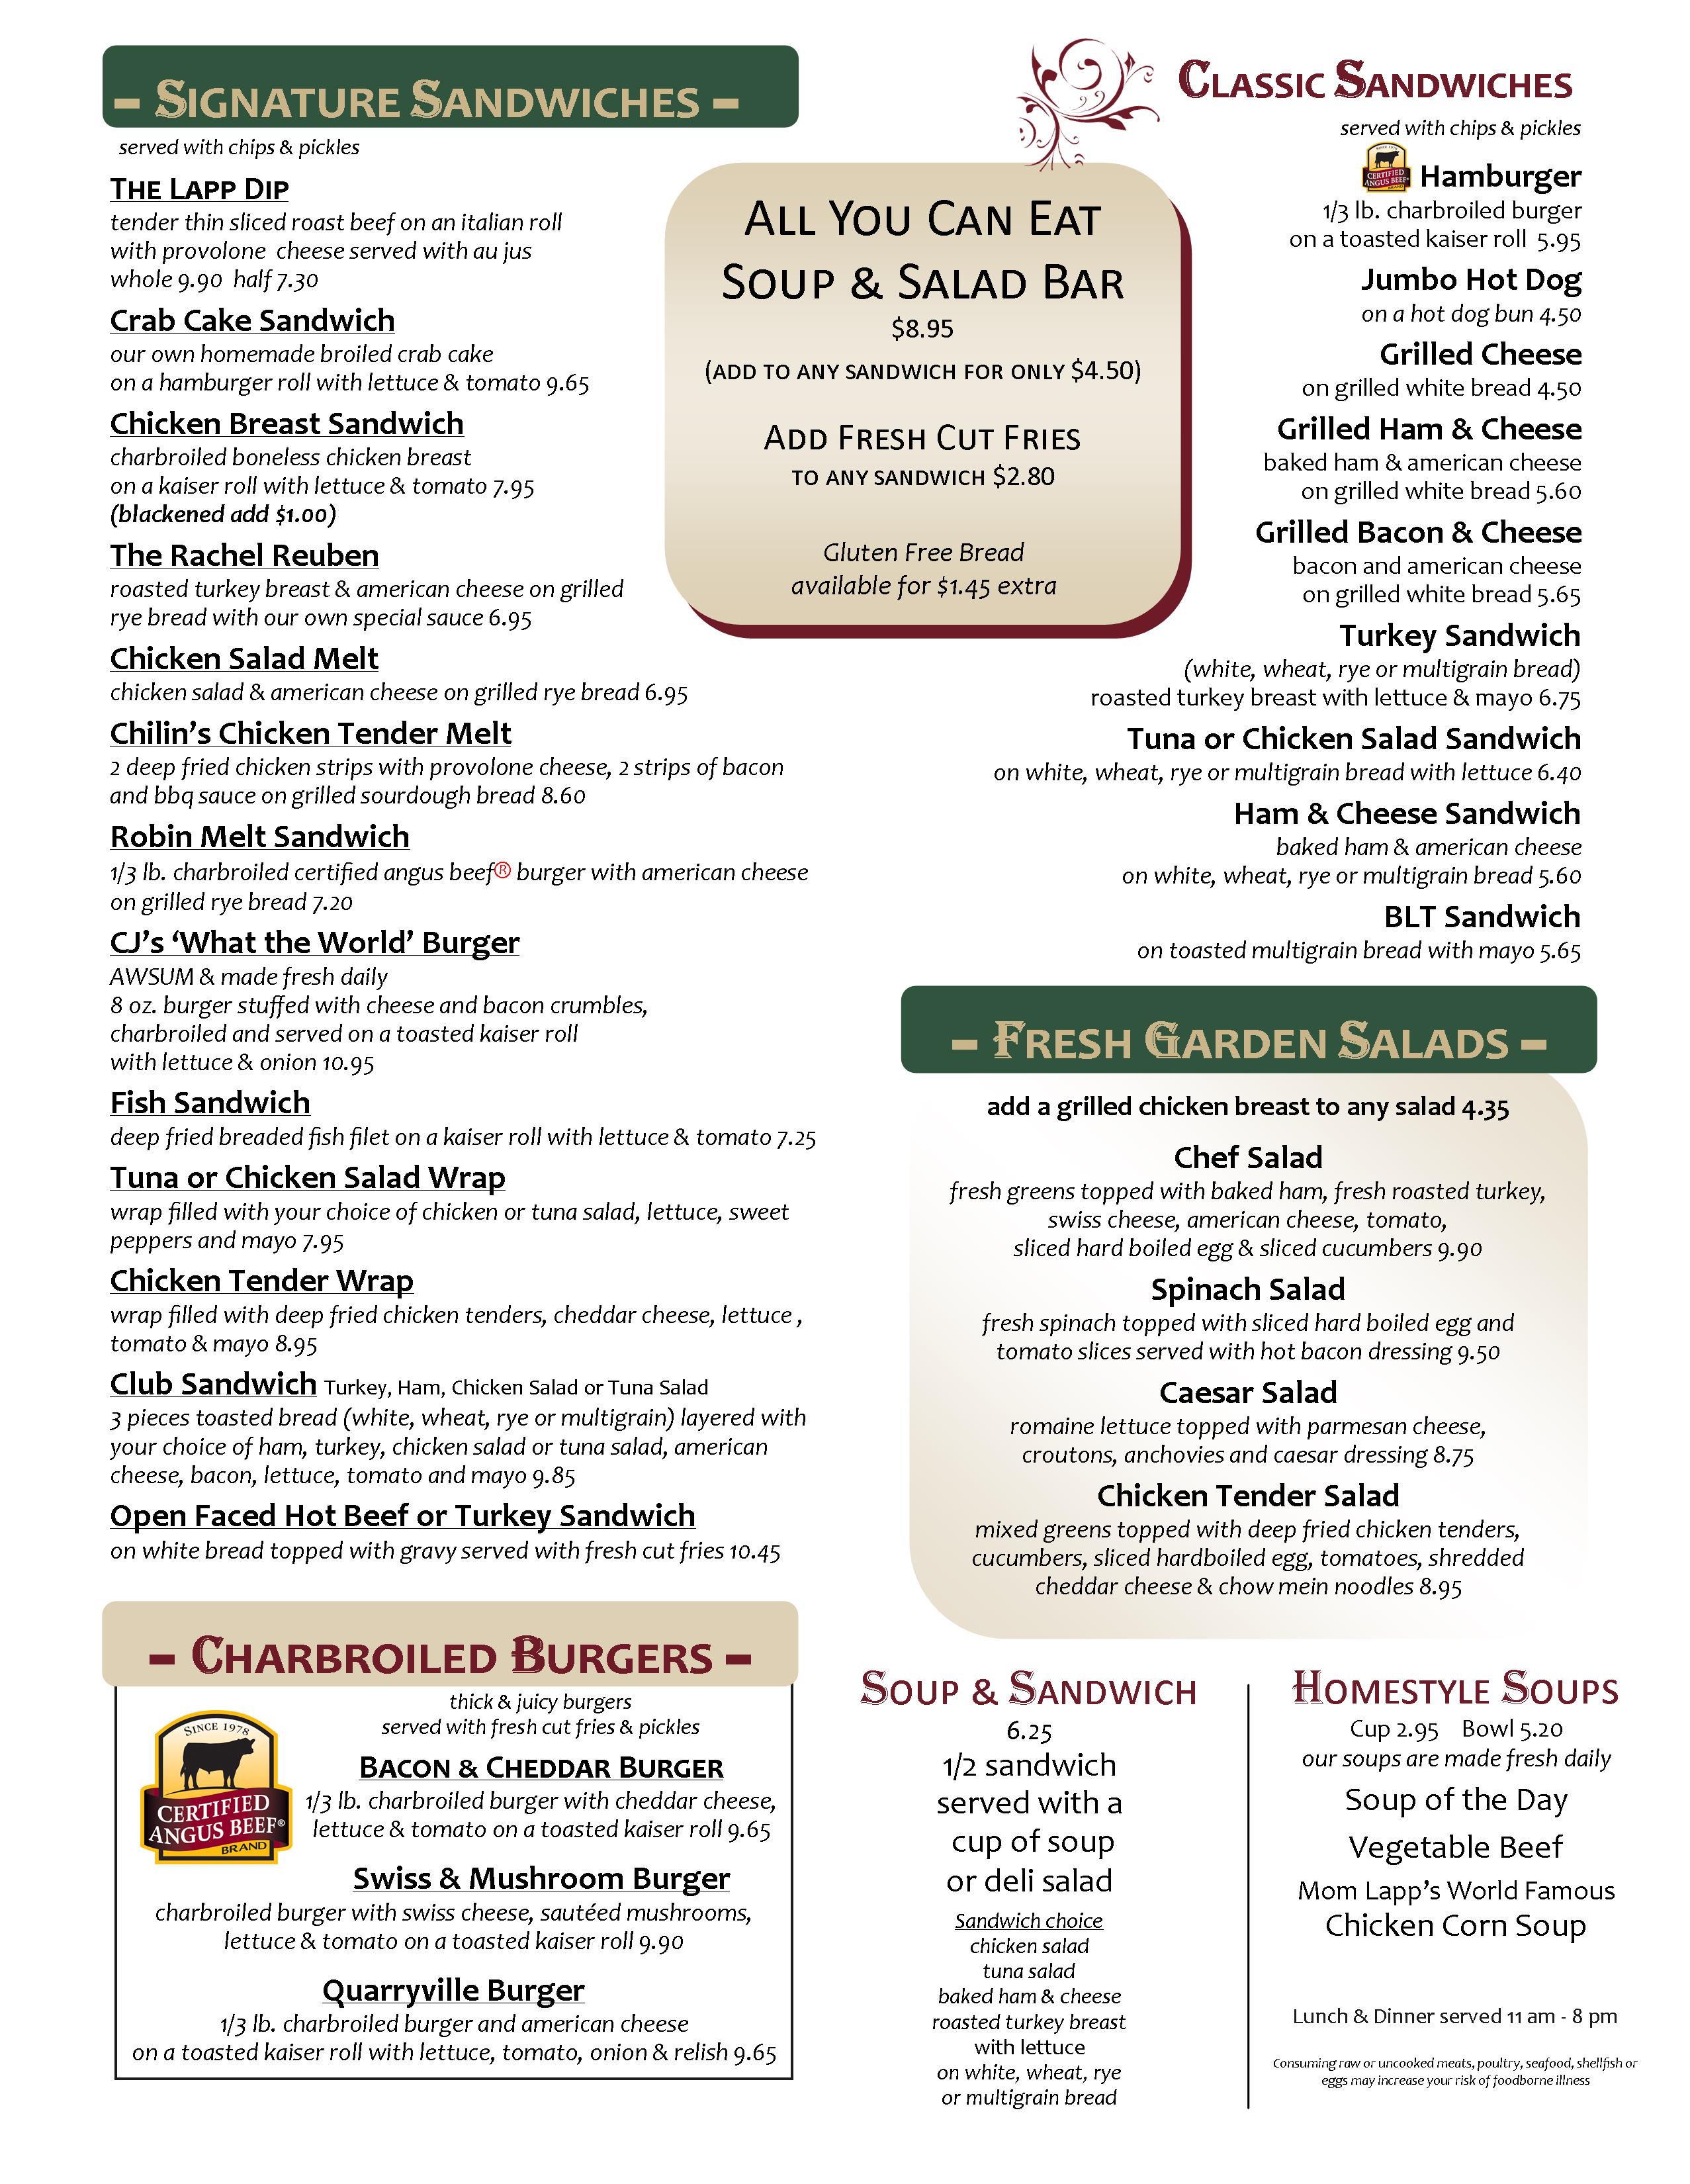 – Signature Sandwiches –
served with chips & pickles
The Lapp Dip
tender thin sliced roast beef on an italian roll
with provolone cheese served with au jus
whole 9.90 half 7.30
Crab Cake Sandwich
our own homemade broiled crab cake
on a hamburger roll with lettuce & tomato 9.65
Chicken Breast Sandwich
charbroiled boneless chicken breast
on a kaiser roll with lettuce & tomato 7.95
(blackened add $1.00)
The Rachel Reuben
roasted turkey breast & american cheese on grilled
rye bread with our own special sauce 6.95
Chicken Salad Melt
chicken salad & american cheese on grilled rye bread 6.95
Chilin's Chicken Tender Melt
2 deep fried chicken strips with provolone cheese, 2 strips of bacon
and bbq sauce on grilled sourdough bread 8.60
Robin Melt Sandwich
1/3 lb. charbroiled certified angus beef® burger with american cheese
on grilled rye bread 7.20
CJ's 'What the World' Burger
AWSUM & made fresh daily
8 oz. burger stuffed with cheese and bacon crumbles,
charbroiled and served on a toasted kaiser roll
with lettuce & onion 10.95
Fish Sandwich
deep fried breaded fish filet on a kaiser roll with lettuce & tomato 7.25
Tuna or Chicken Salad Wrap
wrap filled with your choice of chicken or tuna salad, lettuce, sweet
peppers and mayo 7.95
Chicken Tender Wrap
wrap filled with deep fried chicken tenders, cheddar cheese, lettuce ,
tomato & mayo 8.95
Club Sandwich Turkey, Ham, Chicken Salad or Tuna Salad
3 pieces toasted bread (white, wheat, rye or multigrain) layered with
your choice of ham, turkey, chicken salad or tuna salad, american
cheese, bacon, lettuce, tomato and mayo 9.85
Open Faced Hot Beef or Turkey Sandwich
on white bread topped with gravy served with fresh cut fries 10.45
All You Can Eat
Soup & Salad Bar
$8.95
(add to any sandwich for only $4.50)
Add Fresh Cut Fries
to any sandwich $2.80
Gluten Free Bread
available for $1.45 extra
Classic Sandwiches
served with chips & pickles
SINCE 1978
CERTIFIED
ANGUS BEEF®
BRAND
Hamburger
1/3 lb. charbroiled burger
on a toasted kaiser roll 5.95
Jumbo Hot Dog
on a hot dog bun 4.50
Grilled Cheese
on grilled white bread 4.50
Grilled Ham & Cheese
baked ham & american cheese
on grilled white bread 5.60
Grilled Bacon & Cheese
bacon and american cheese
on grilled white bread 5.65
Turkey Sandwich
(white, wheat, rye or multigrain bread)
roasted turkey breast with lettuce & mayo 6.75
Tuna or Chicken Salad Sandwich
on white, wheat, rye or multigrain bread with lettuce 6.40
Ham & Cheese Sandwich
baked ham & american cheese
on white, wheat, rye or multigrain bread 5.60
BLT Sandwich
on toasted multigrain bread with mayo 5.65
– Fresh Garden Salads –
add a grilled chicken breast to any salad 4.35
Chef Salad
fresh greens topped with baked ham, fresh roasted turkey,
swiss cheese, american cheese, tomato,
sliced hard boiled egg & sliced cucumbers 9.90
Spinach Salad
fresh spinach topped with sliced hard boiled egg and
tomato slices served with hot bacon dressing 9.50
Caesar Salad
romaine lettuce topped with parmesan cheese,
croutons, anchovies and caesar dressing 8.75
Chicken Tender Salad
mixed greens topped with deep fried chicken tenders,
cucumbers, sliced hardboiled egg, tomatoes, shredded
cheddar cheese & chow mein noodles 8.95
– Charbroiled Burgers –
thick & juicy burgers
served with fresh cut fries & pickles
SINCE 1978
CERTIFIED
ANGUS BEEF®
BRAND
Bacon & Cheddar Burger
1/3 lb. charbroiled burger with cheddar cheese,
lettuce & tomato on a toasted kaiser roll 9.65
Swiss & Mushroom Burger
charbroiled burger with swiss cheese, sautéed mushrooms,
lettuce & tomato on a toasted kaiser roll 9.90
Quarryville Burger
1/3 lb. charbroiled burger and american cheese
on a toasted kaiser roll with lettuce, tomato, onion & relish 9.65
Soup & Sandwich
6.25
1/2 sandwich
served with a
cup of soup
or deli salad
Sandwich choice
chicken salad
tuna salad
baked ham & cheese
roasted turkey breast
with lettuce
on white, wheat, rye
or multigrain bread
Homestyle Soups
Cup 2.95 Bowl 5.20
our soups are made fresh daily
Soup of the Day
Vegetable Beef
Mom Lapp's World Famous
Chicken Corn Soup
Lunch & Dinner served 11 am - 8 pm
Consuming raw or uncooked meats, poultry, seafood, shellfish or
eggs may increase your risk of foodborne illness